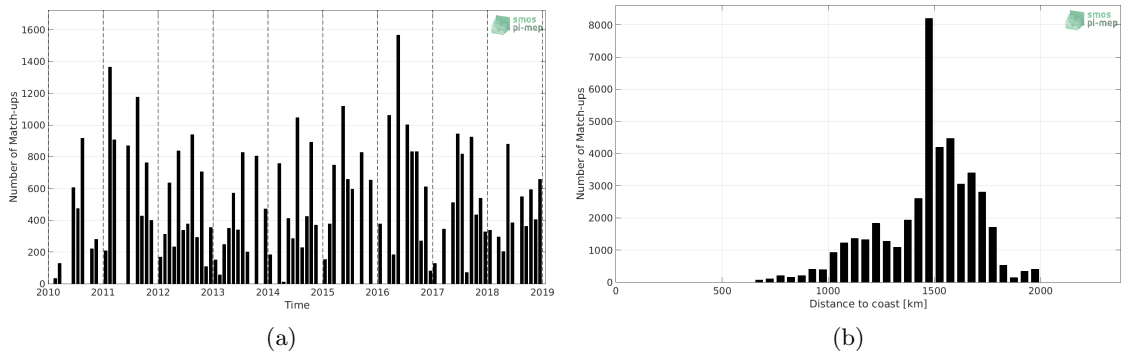 smos
pi-mep
1600
1400
1200
1000
800
600
400
200
0
Number of Match-ups
2010 2011 2012 2013 2014 2015 2016 2017 2018 2019
Time
(a)
smos
pi-mep
8000
7000
6000
5000
4000
3000
2000
1000
0
Number of Match-ups
0 500 1000 1500 2000
Distance to coast [km]
(b)